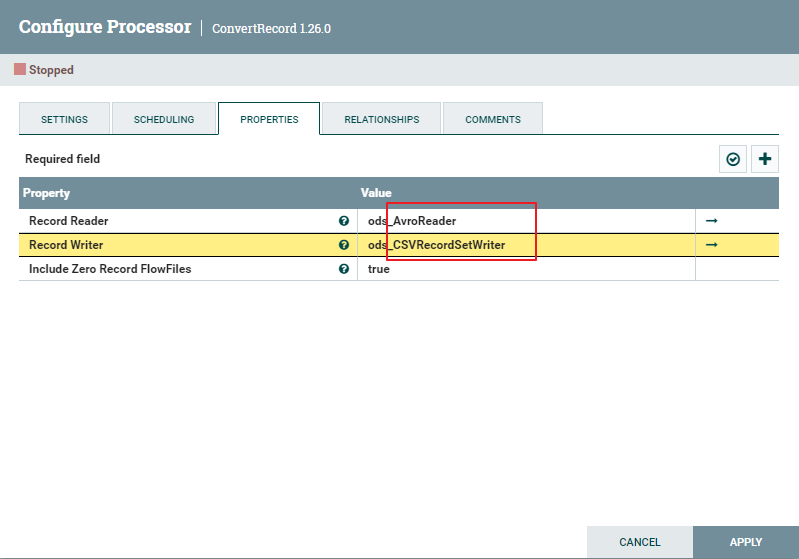 Configure Processor | ConvertRecord 1.26.0
Stopped
SETTINGS SCHEDULING PROPERTIES RELATIONSHIPS COMMENTS
Required field
Property Value
Record Reader ods_AvroReader
Record Writer ods_CSVRecordSetWriter
Include Zero Record FlowFiles true
CANCEL APPLY